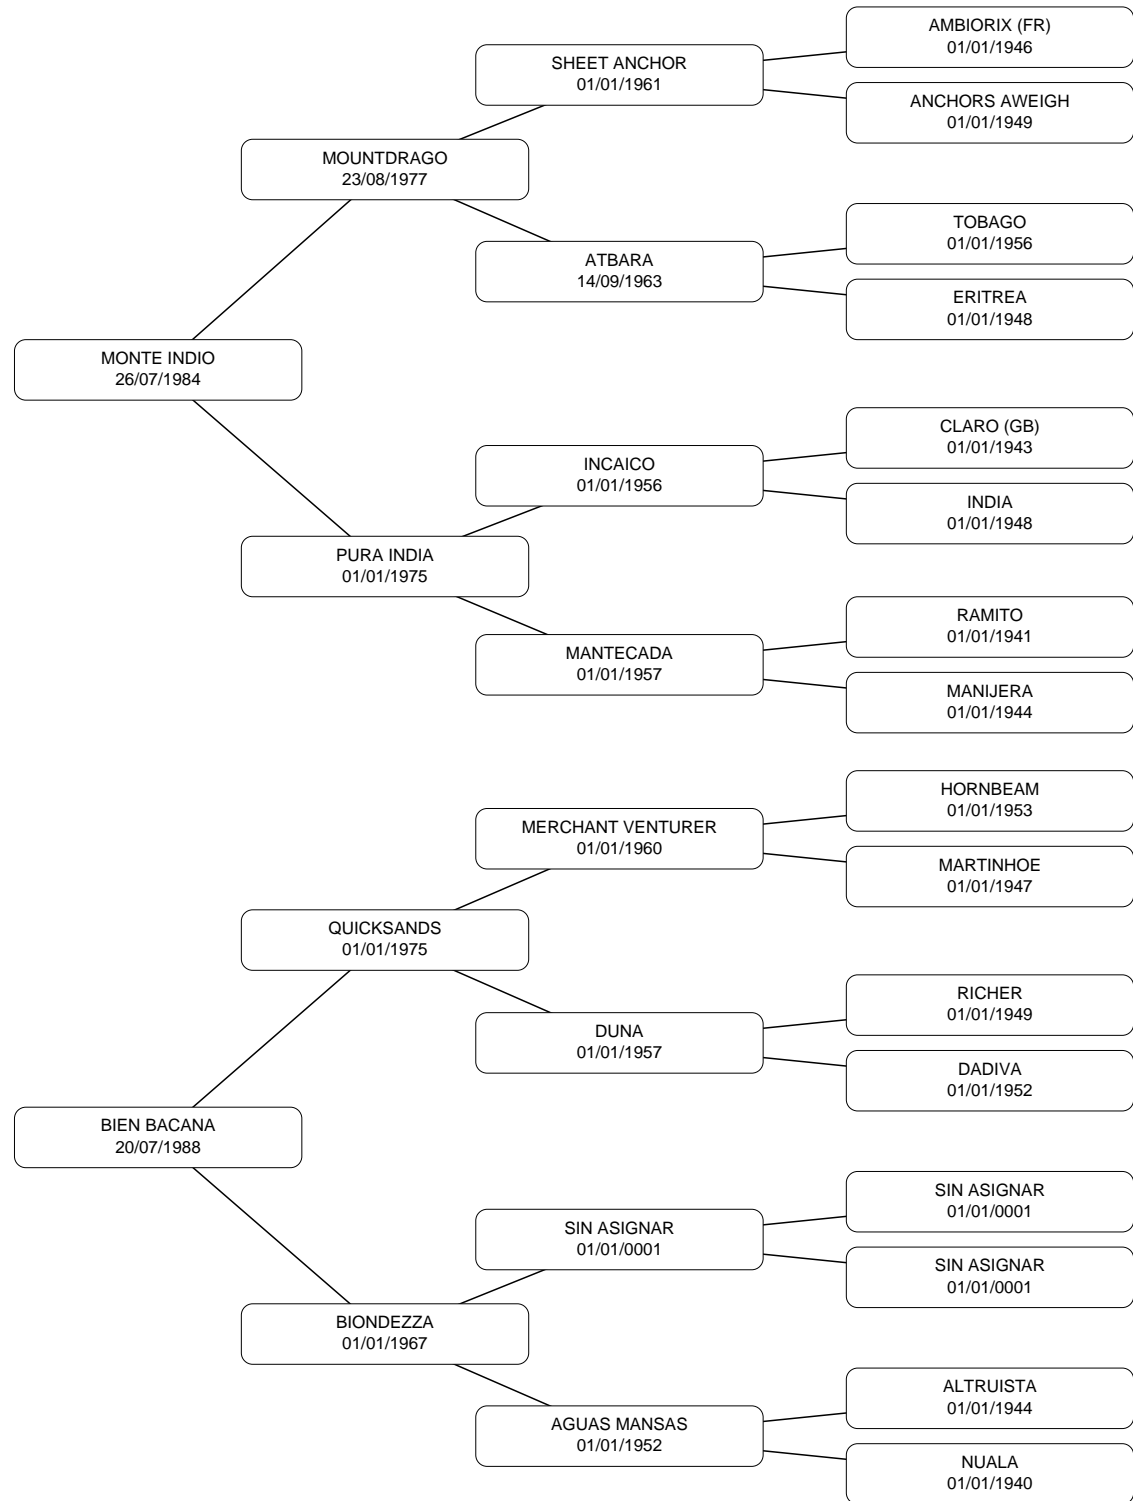 AMBIORIX (FR)
01/01/1946
SHEET ANCHOR
01/01/1961
ANCHORS AWEIGH
01/01/1949
MOUNTDRAGO
23/08/1977
TOBAGO
01/01/1956
ATBARA
14/09/1963
ERITREA
01/01/1948
MONTE INDIO
26/07/1984
CLARO (GB)
01/01/1943
INCAICO
01/01/1956
INDIA
01/01/1948
PURA INDIA
01/01/1975
RAMITO
01/01/1941
MANTECADA
01/01/1957
MANIJERA
01/01/1944
HORNBEAM
01/01/1953
MERCHANT VENTURER
01/01/1960
MARTINHOE
01/01/1947
QUICKSANDS
01/01/1975
RICHER
01/01/1949
DUNA
01/01/1957
DADIVA
01/01/1952
BIEN BACANA
20/07/1988
SIN ASIGNAR
01/01/0001
SIN ASIGNAR
01/01/0001
SIN ASIGNAR
01/01/0001
BIONDEZZA
01/01/1967
ALTRUISTA
01/01/1944
AGUAS MANSAS
01/01/1952
NUALA
01/01/1940